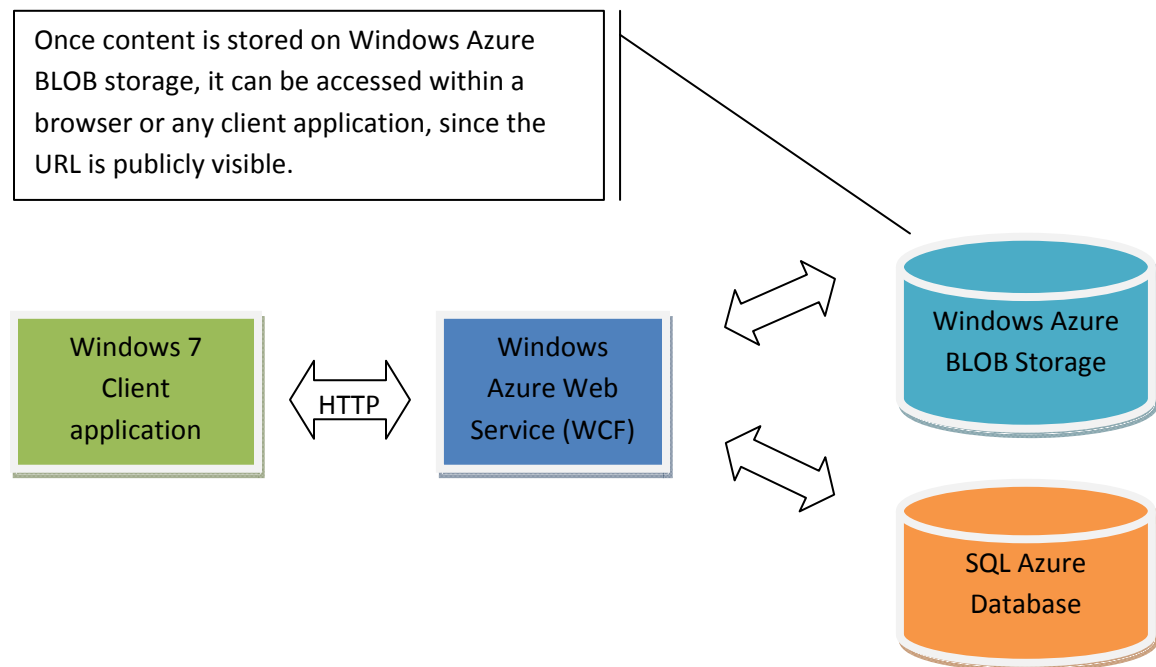 Once content is stored on Windows Azure
BLOB storage, it can be accessed within a
browser or any client application, since the
URL is publicly visible.
Windows 7
Client
application
HTTP
Windows
Azure Web
Service (WCF)
Windows Azure
BLOB Storage
SQL Azure
Database